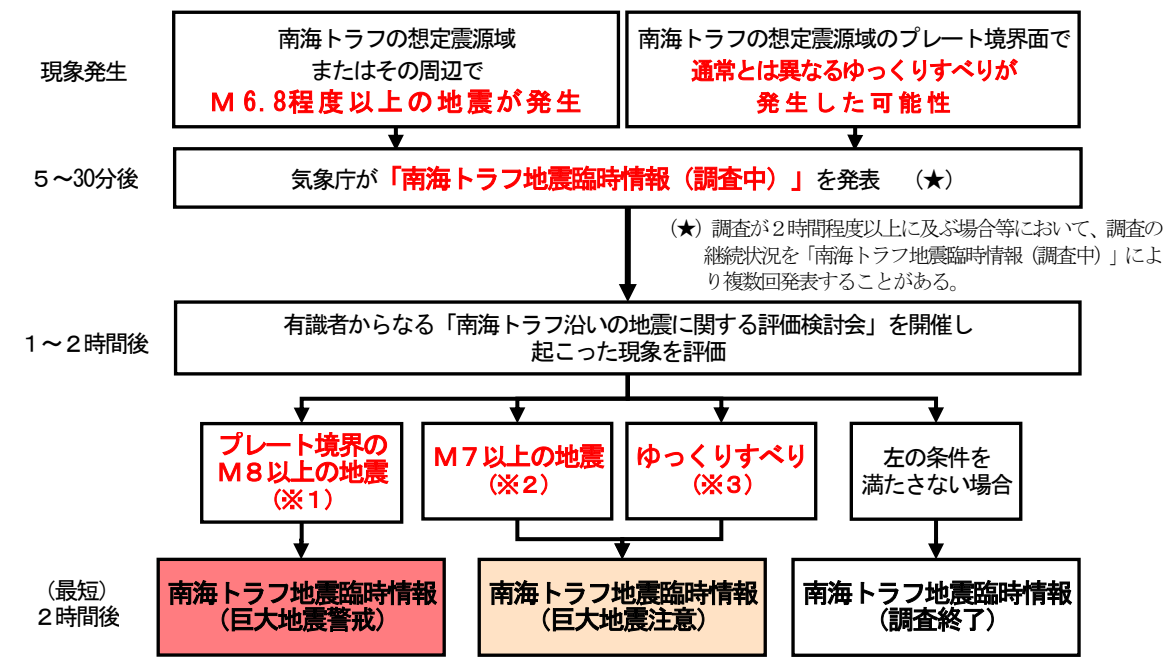 現象発生
南海トラフの想定震源域
またはその周辺で
Ｍ6.8程度以上の地震が発生
南海トラフの想定震源域のプレート境界面で
通常とは異なるゆっくりすべりが
発生した可能性
５～30分後
気象庁が「南海トラフ地震臨時情報（調査中）」を発表　（★）
（★）調査が２時間程度以上に及ぶ場合等において、調査の
継続状況を「南海トラフ地震臨時情報（調査中）」によ
り複数回発表することがある。
１～２時間後
有識者からなる「南海トラフ沿いの地震に関する評価検討会」を開催し
起こった現象を評価
プレート境界の
Ｍ８以上の地震
（※１）
Ｍ７以上の地震
（※２）
ゆっくりすべり
（※３）
左の条件を
満たさない場合
（最短）
２時間後
南海トラフ地震臨時情報
（巨大地震警戒）
南海トラフ地震臨時情報
（巨大地震注意）
南海トラフ地震臨時情報
（調査終了）